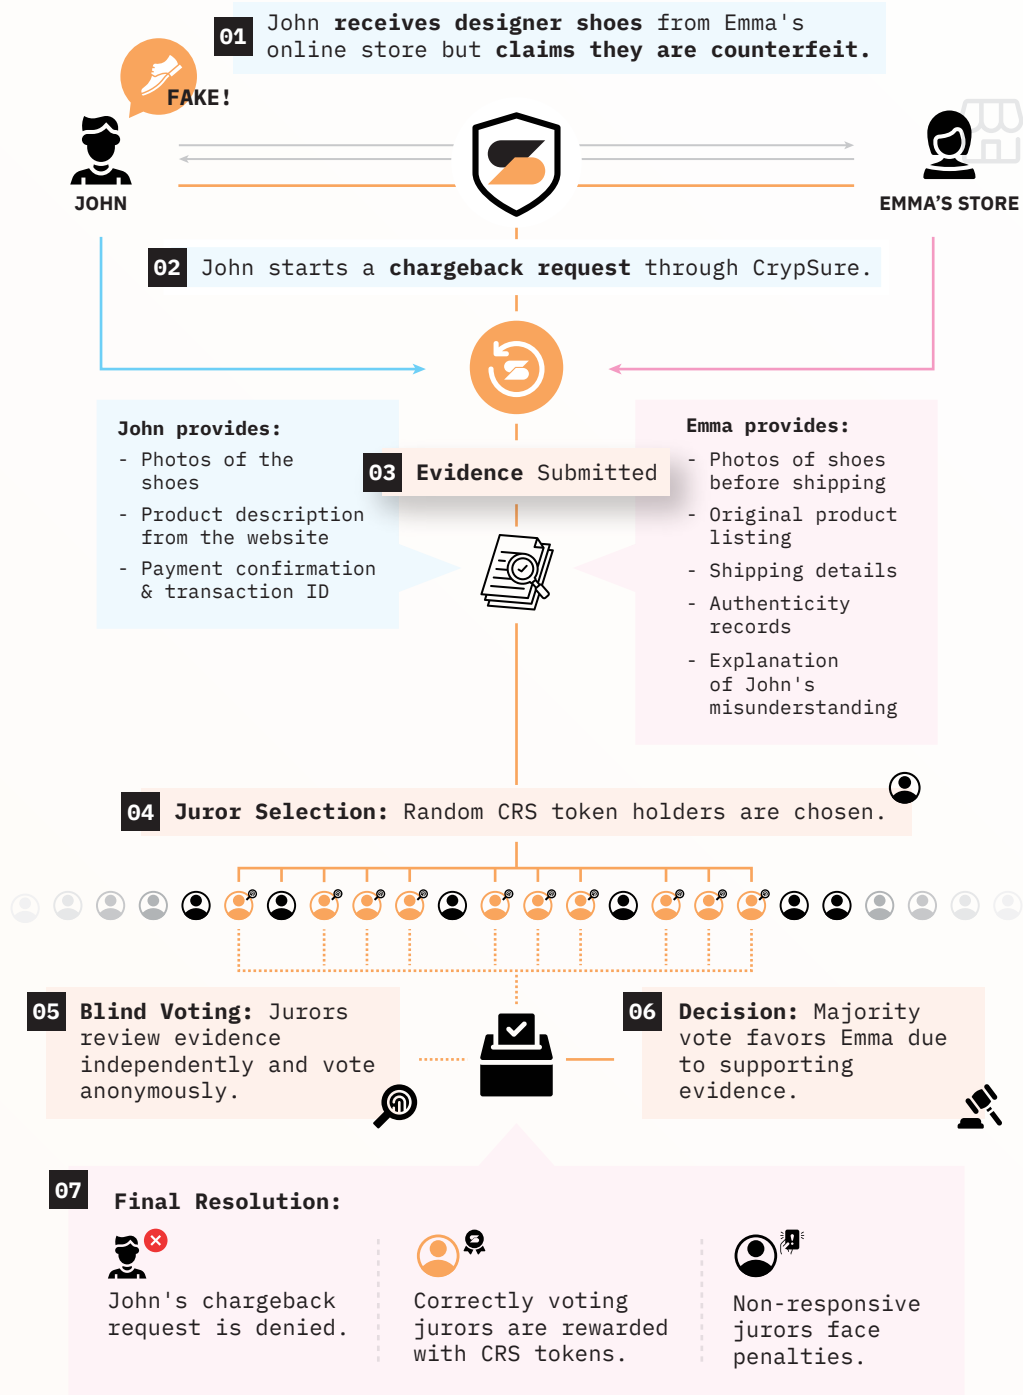 01
John receives designer shoes from Emma's
online store but claims they are counterfeit.
FAKE!
JOHN
EMMA'S STORE
02
John starts a chargeback request through CrypSure.
John provides:
- Photos of the
shoes
- Product description
from the website
- Payment confirmation
& transaction ID
03
Evidence Submitted
Emma provides:
- Photos of shoes
before shipping
- Original product
listing
- Shipping details
- Authenticity
records
- Explanation
of John's
misunderstanding
04
Juror Selection: Random CRS token holders are chosen.
05
Blind Voting: Jurors
review evidence
independently and vote
anonymously.
06
Decision: Majority
vote favors Emma due
to supporting
evidence.
07
Final Resolution:
John's chargeback
request is denied.
Correctly voting
jurors are rewarded
with CRS tokens.
Non-responsive
jurors face
penalties.